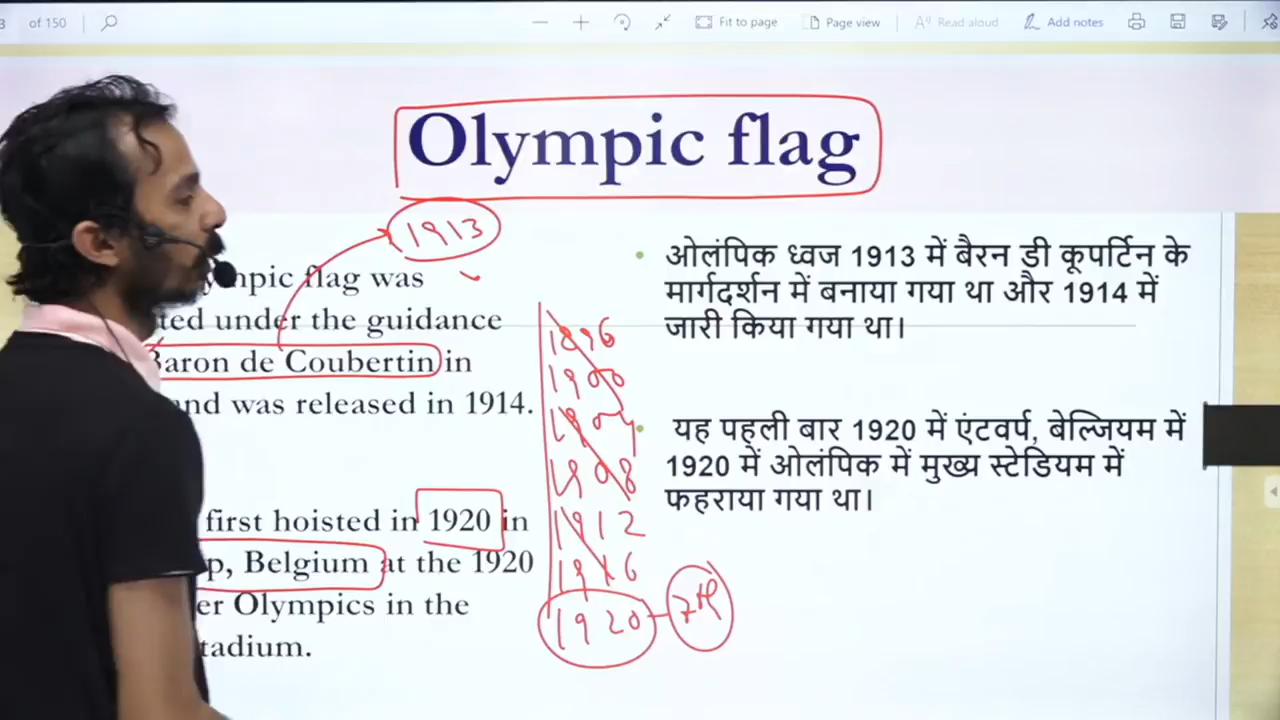 of 150
Fit to page
Page view
Read aloud
Add notes
Olympic flag
1913
ympic flag was
ted under the guidance
Baron de Coubertin in
and was released in 1914.
first hoisted in 1920 in
p, Belgium at the 1920
er Olympics in the
tadium.
1896
1900
1904
1908
1912
1916
1920 - 7th
• ओलंपिक ध्वज 1913 में बैरन डी कूपर्टिन के
मार्गदर्शन में बनाया गया था और 1914 में
जारी किया गया था।
• यह पहली बार 1920 में एंटवर्प, बेल्जियम में
1920 में ओलंपिक में मुख्य स्टेडियम में
फहराया गया था।